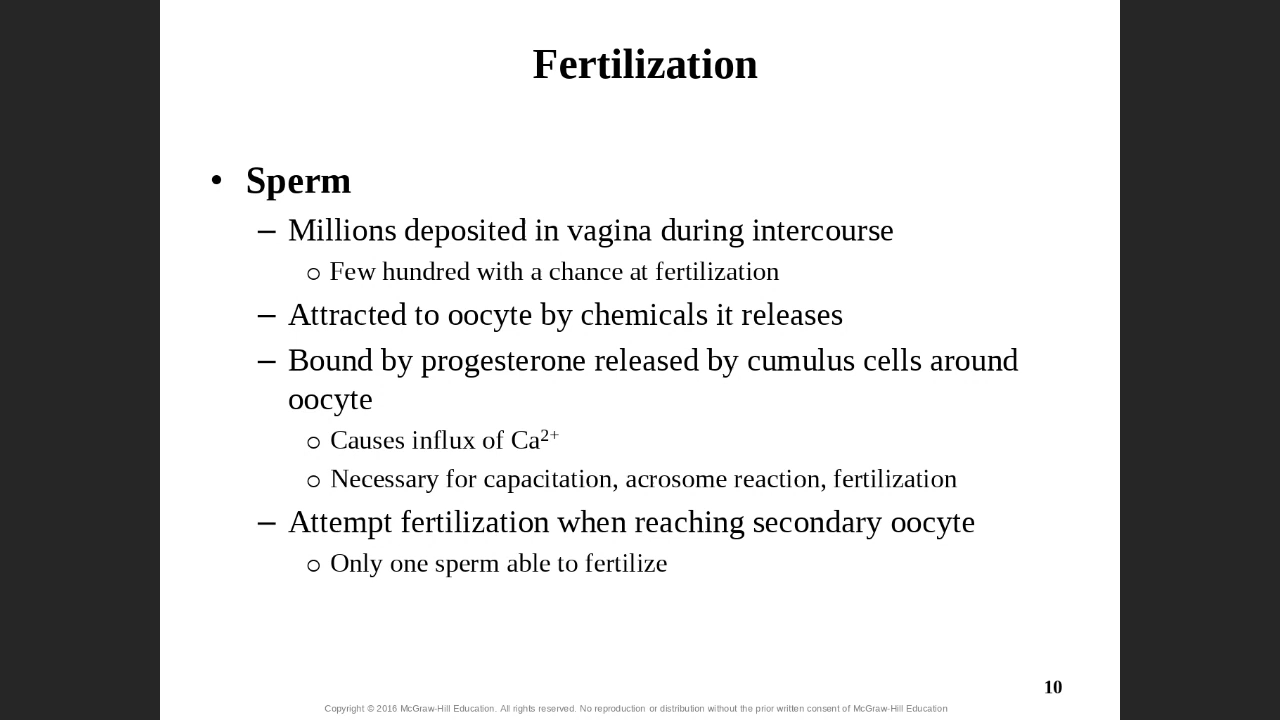 Fertilization
• Sperm
– Millions deposited in vagina during intercourse
o Few hundred with a chance at fertilization
– Attracted to oocyte by chemicals it releases
– Bound by progesterone released by cumulus cells around
oocyte
o Causes influx of Ca²⁺
o Necessary for capacitation, acrosome reaction, fertilization
– Attempt fertilization when reaching secondary oocyte
o Only one sperm able to fertilize
10
Copyright © 2016 McGraw-Hill Education. All rights reserved. No reproduction or distribution without the prior written consent of McGraw-Hill Education